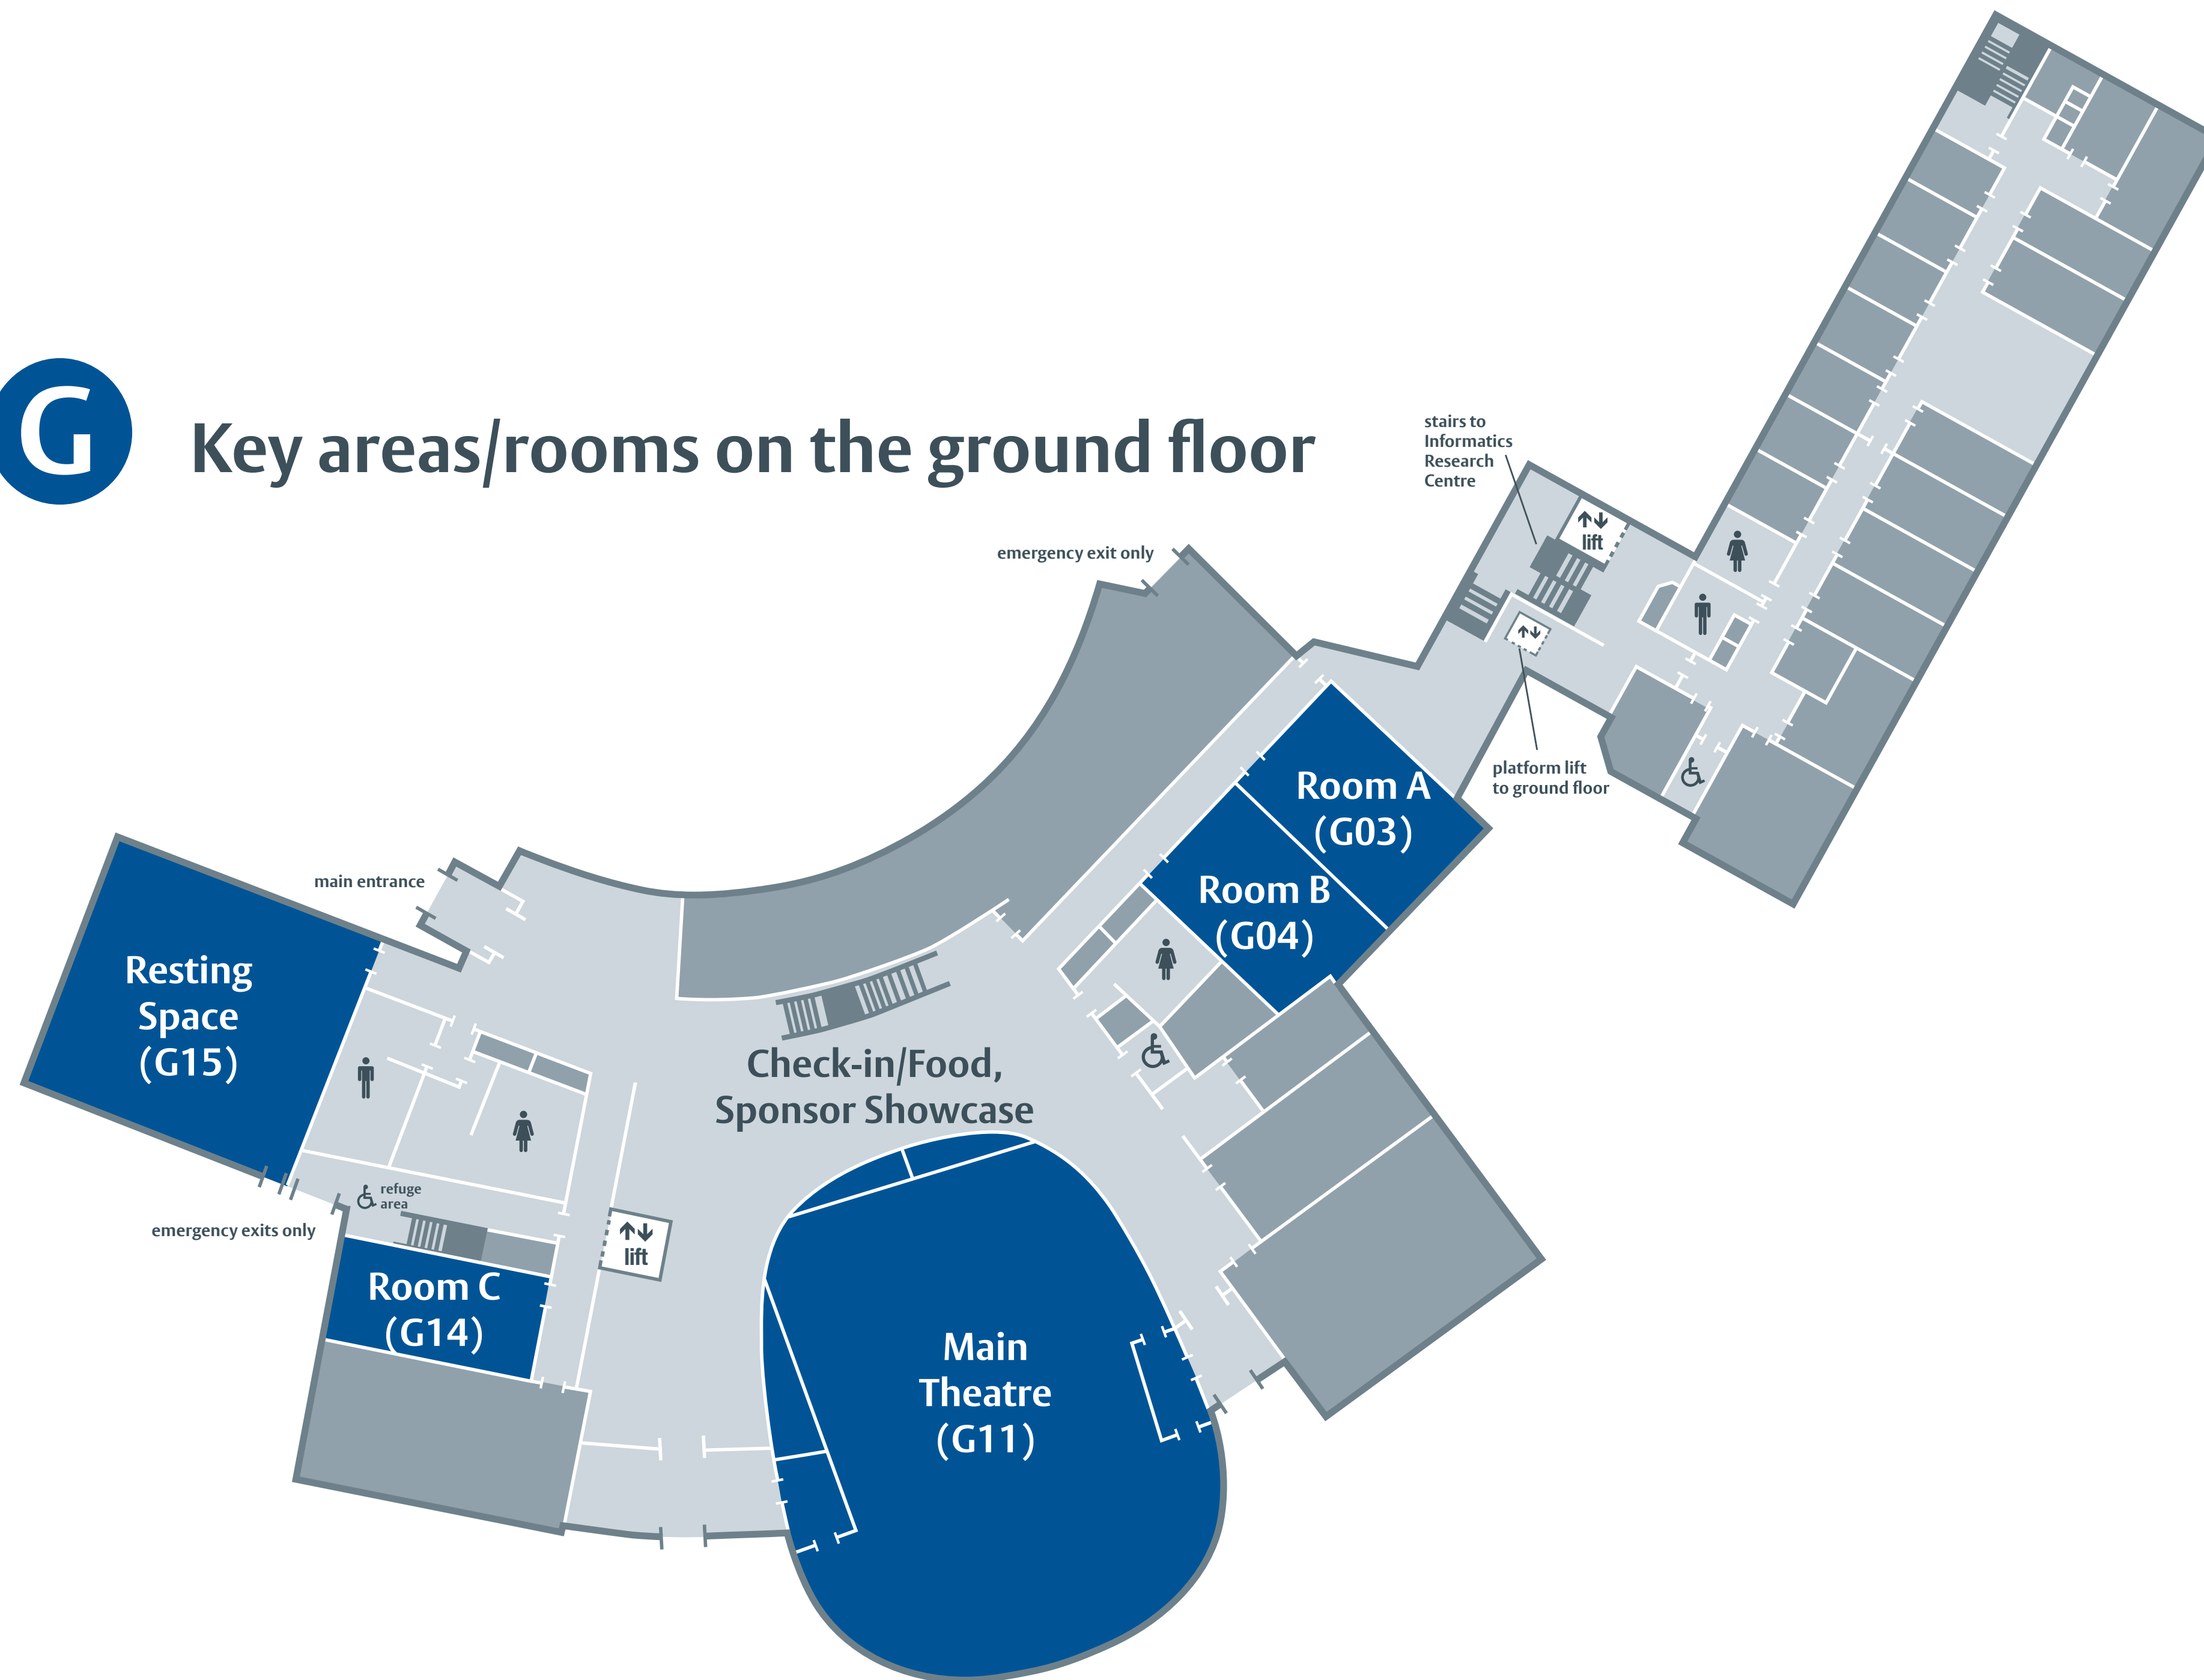 G
Key areas/rooms on the ground floor
stairs to
Informatics
Research
Centre
lift
emergency exit only
platform lift
to ground floor
Room A
(G03)
Room B
(G04)
main entrance
Resting
Space
(G15)
Check-in/Food,
Sponsor Showcase
refuge
area
emergency exits only
lift
Room C
(G14)
Main
Theatre
(G11)